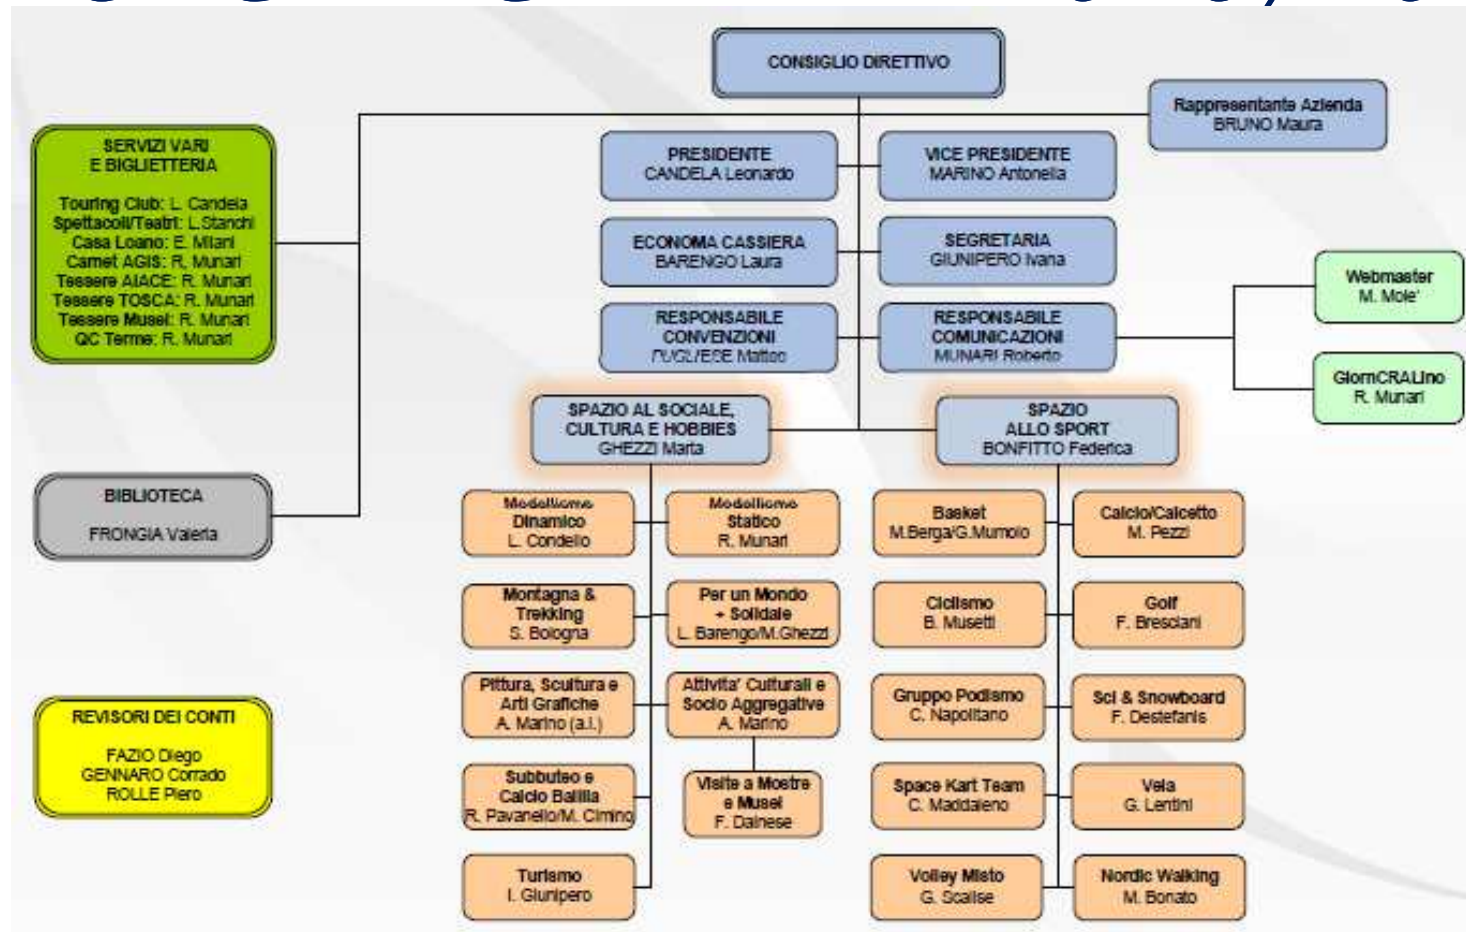 CONSIGLIO DIRETTIVO
Rappresentante Azienda
BRUNO Maura
SERVIZI VARI
E BIGLIETTERIA
Touring Club: L. Candela
Spettacoli/Teatri: L.Stanchi
Casa Loano: E. Milani
Carnet AGIS: R. Munari
Tessere AIACE: R. Munari
Tessere TOSCA: R. Munari
Tessere Musei: R. Munari
QC Terme: R. Munari
PRESIDENTE
CANDELA Leonardo
VICE PRESIDENTE
MARINO Antonella
ECONOMA CASSIERA
BARENGO Laura
SEGRETARIA
GIUNIPERO Ivana
RESPONSABILE
CONVENZIONI
PUGLIESE Matteo
RESPONSABILE
COMUNICAZIONI
MUNARI Roberto
Webmaster
M. Mole'
GiornCRALino
R. Munari
SPAZIO AL SOCIALE,
CULTURA E HOBBIES
GHEZZI Marta
SPAZIO
ALLO SPORT
BONFITTO Federica
BIBLIOTECA
FRONGIA Valeria
REVISORI DEI CONTI
FAZIO Diego
GENNARO Corrado
ROLLE Piero
Modellismo
Dinamico
L. Condello
Modellismo
Statico
R. Munari
Montagna &
Trekking
S. Bologna
Per un Mondo
+ Solidale
L. Barengo/M.Ghezzi
Pittura, Scultura e
Arti Grafiche
A. Marino (a.i.)
Attivita' Culturali e
Socio Aggregative
A. Marino
Subbuteo e
Calcio Balilla
R. Pavanello/M. Cimino
Visite a Mostre
e Musei
F. Dainese
Turismo
I. Giunipero
Basket
M.Berga/G.Mumolo
Calcio/Calcetto
M. Pezzi
Ciclismo
B. Musetti
Golf
F. Bresciani
Gruppo Podismo
C. Napolitano
Sci & Snowboard
F. Destefanis
Space Kart Team
C. Maddaleno
Vela
G. Lentini
Volley Misto
G. Scalise
Nordic Walking
M. Bonato